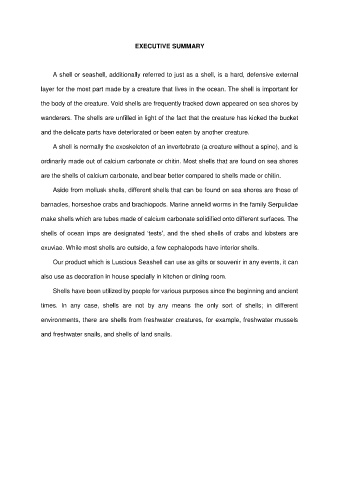 EXECUTIVE SUMMARY
A shell or seashell, additionally referred to just as a shell, is a hard, defensive external
layer for the most part made by a creature that lives in the ocean. The shell is important for
the body of the creature. Void shells are frequently tracked down appeared on sea shores by
wanderers. The shells are unfilled in light of the fact that the creature has kicked the bucket
and the delicate parts have deteriorated or been eaten by another creature.
A shell is normally the exoskeleton of an invertebrate (a creature without a spine), and is
ordinarily made out of calcium carbonate or chitin. Most shells that are found on sea shores
are the shells of calcium carbonate, and bear better compared to shells made or chitin.
Aside from mollusk shells, different shells that can be found on sea shores are those of
barnacles, horseshoe crabs and brachiopods. Marine annelid worms in the family Serpulidae
make shells which are tubes made of calcium carbonate solidified onto different surfaces. The
shells of ocean imps are designated 'tests', and the shed shells of crabs and lobsters are
exuviae. While most shells are outside, a few cephalopods have interior shells.
Our product which is Luscious Seashell can use as gifts or souvenir in any events, it can
also use as decoration in house specially in kitchen or dining room.
Shells have been utilized by people for various purposes since the beginning and ancient
times. In any case, shells are not by any means the only sort of shells; in different
environments, there are shells from freshwater creatures, for example, freshwater mussels
and freshwater snails, and shells of land snails.